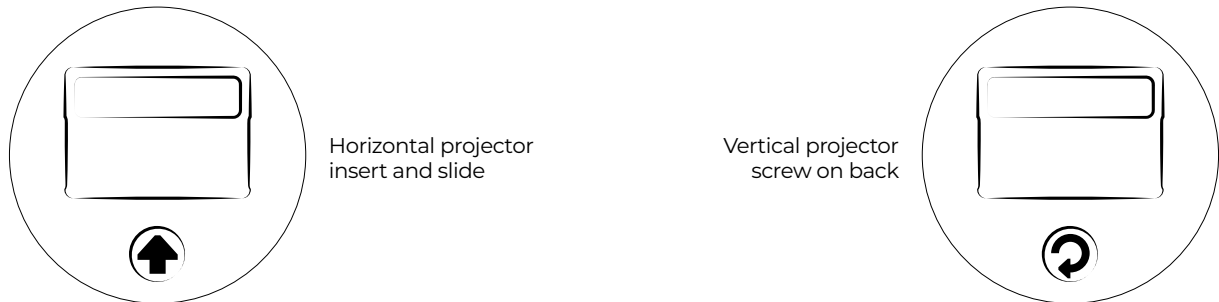 Horizontal projector
insert and slide
Vertical projector
screw on back